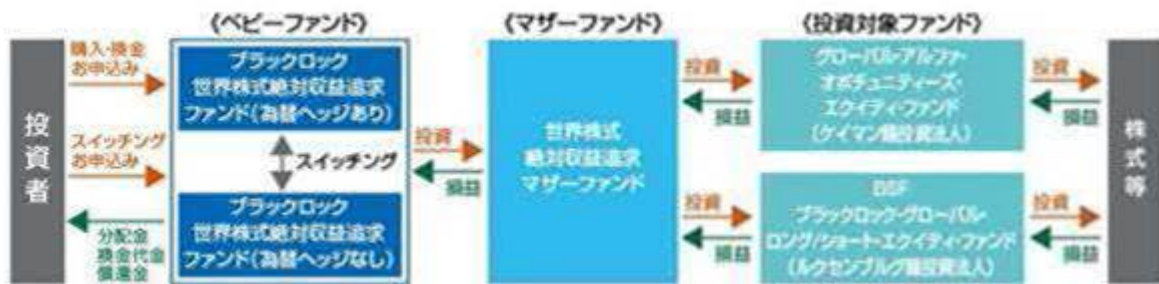 《ベビーファンド》
《マザーファンド》
《投資対象ファンド》
投資者
購入・換金
お申込み
スイッチング
お申込み
分配金
換金代金
償還金
ブラックロック
世界株式絶対収益追求
ファンド(為替ヘッジあり)
スイッチング
ブラックロック
世界株式絶対収益追求
ファンド(為替ヘッジなし)
投資
損益
世界株式
絶対収益追求
マザーファンド
投資
損益
投資
損益
グローバル・アルファ・
オポチュニティーズ・
エクイティ・ファンド
(ケイマン籍投資法人)
BSF
ブラックロック・グローバル・
ロング/ショート・エクイティ・ファンド
(ルクセンブルグ籍投資法人)
投資
損益
投資
損益
株式等